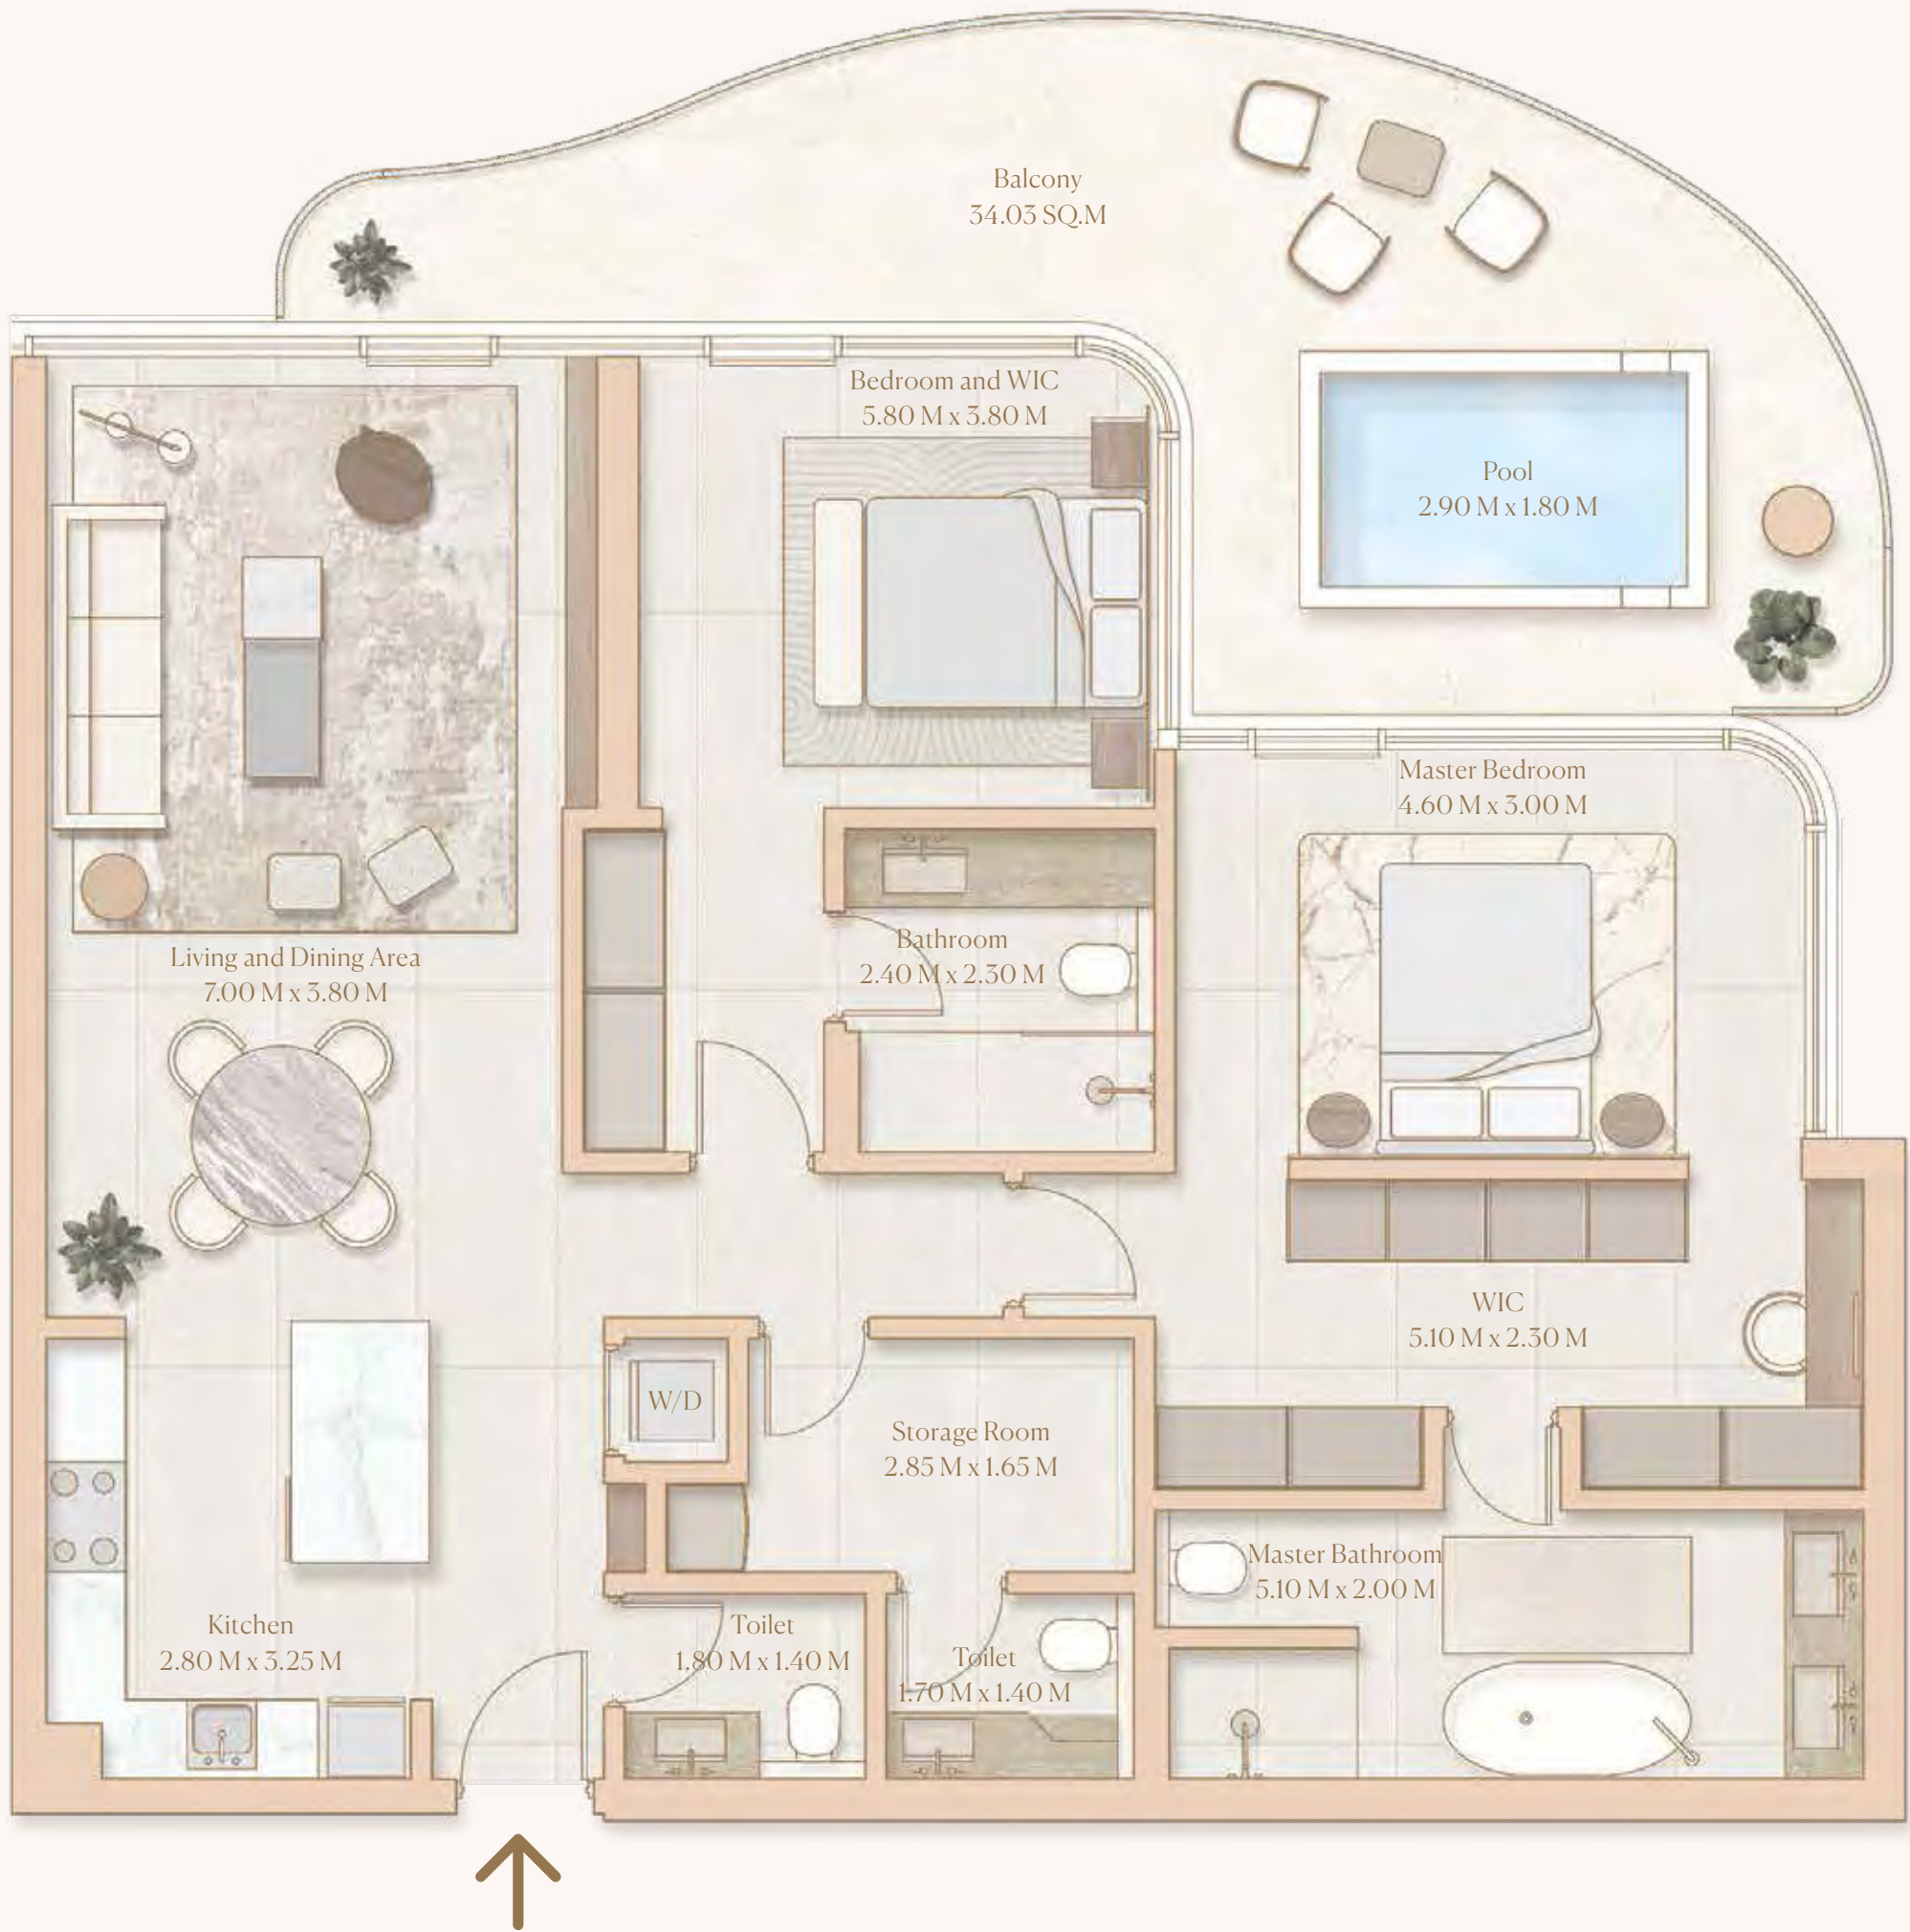 Balcony
34.03 SQ.M
Bedroom and WIC
5.80 M x 3.80 M
Pool
2.90 M x 1.80 M
Master Bedroom
4.60 M x 3.00 M
Living and Dining Area
7.00 M x 3.80 M
Bathroom
2.40 M x 2.30 M
WIC
5.10 M x 2.30 M
W/D
Storage Room
2.85 M x 1.65 M
Master Bathroom
5.10 M x 2.00 M
Kitchen
2.80 M x 3.25 M
Toilet
1.80 M x 1.40 M
Toilet
1.70 M x 1.40 M